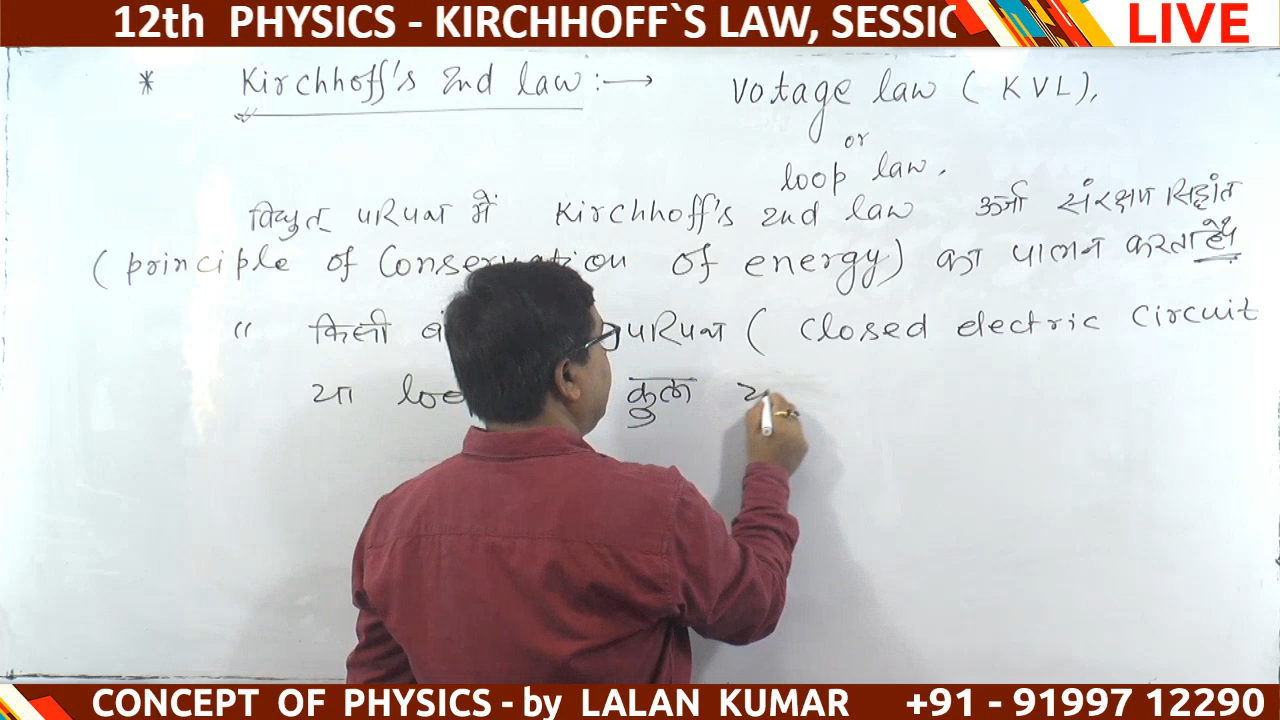 12th PHYSICS - KIRCHHOFF`S LAW, SESSIO
LIVE
* Kirchhoff's 2nd law :→ Votage law ( KVL),
or
loop law.
विद्युत् परिपथ में Kirchhoff's 2nd law ऊर्जा संरक्षण सिद्धांत
( principle of Conservation of energy) का पालन करता है।
" किसी परिपथ ( closed electric circuit
या कुल
CONCEPT OF PHYSICS - by LALAN KUMAR +91 - 91997 12290